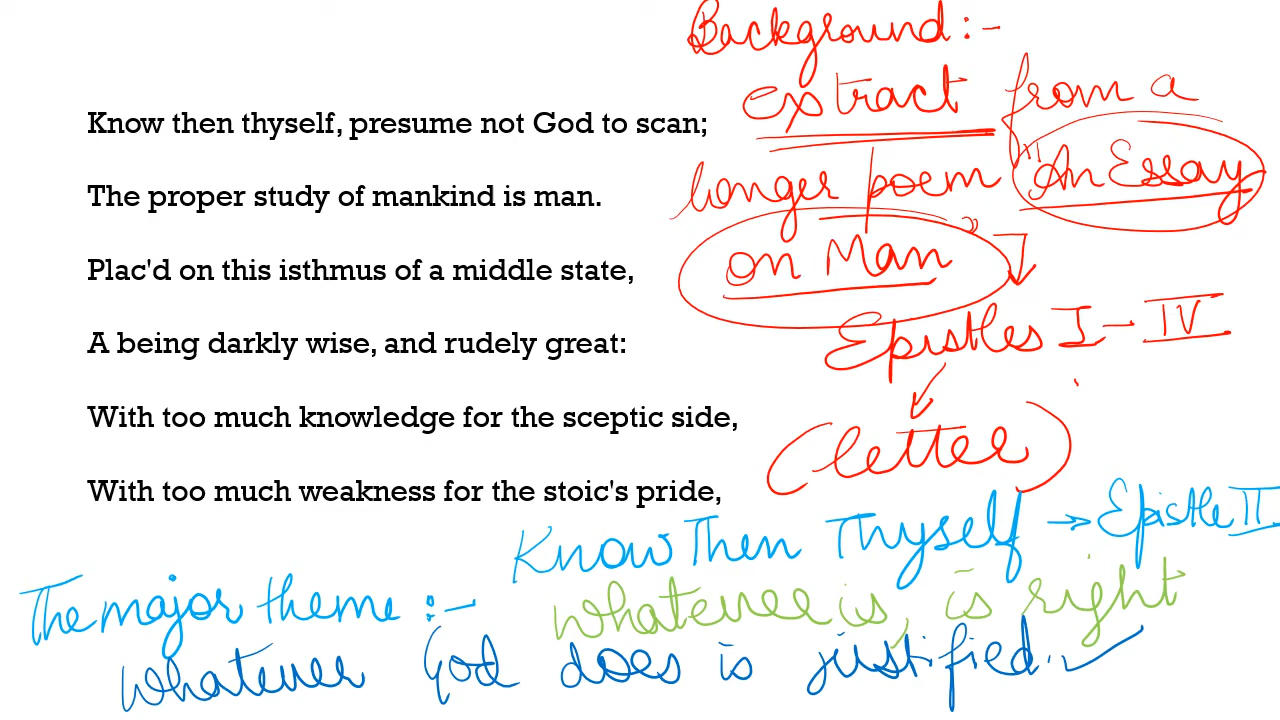 Know then thyself, presume not God to scan;
The proper study of mankind is man.
Plac'd on this isthmus of a middle state,
A being darkly wise, and rudely great:
With too much knowledge for the sceptic side,
With too much weakness for the stoic's pride,
Background :-
extract from a
longer poem "An Essay
on Man"
Epistles I - IV
(letter)
Know Then Thyself → Epistle II
The major theme :- whatever is, is right
whatever God does is justified.